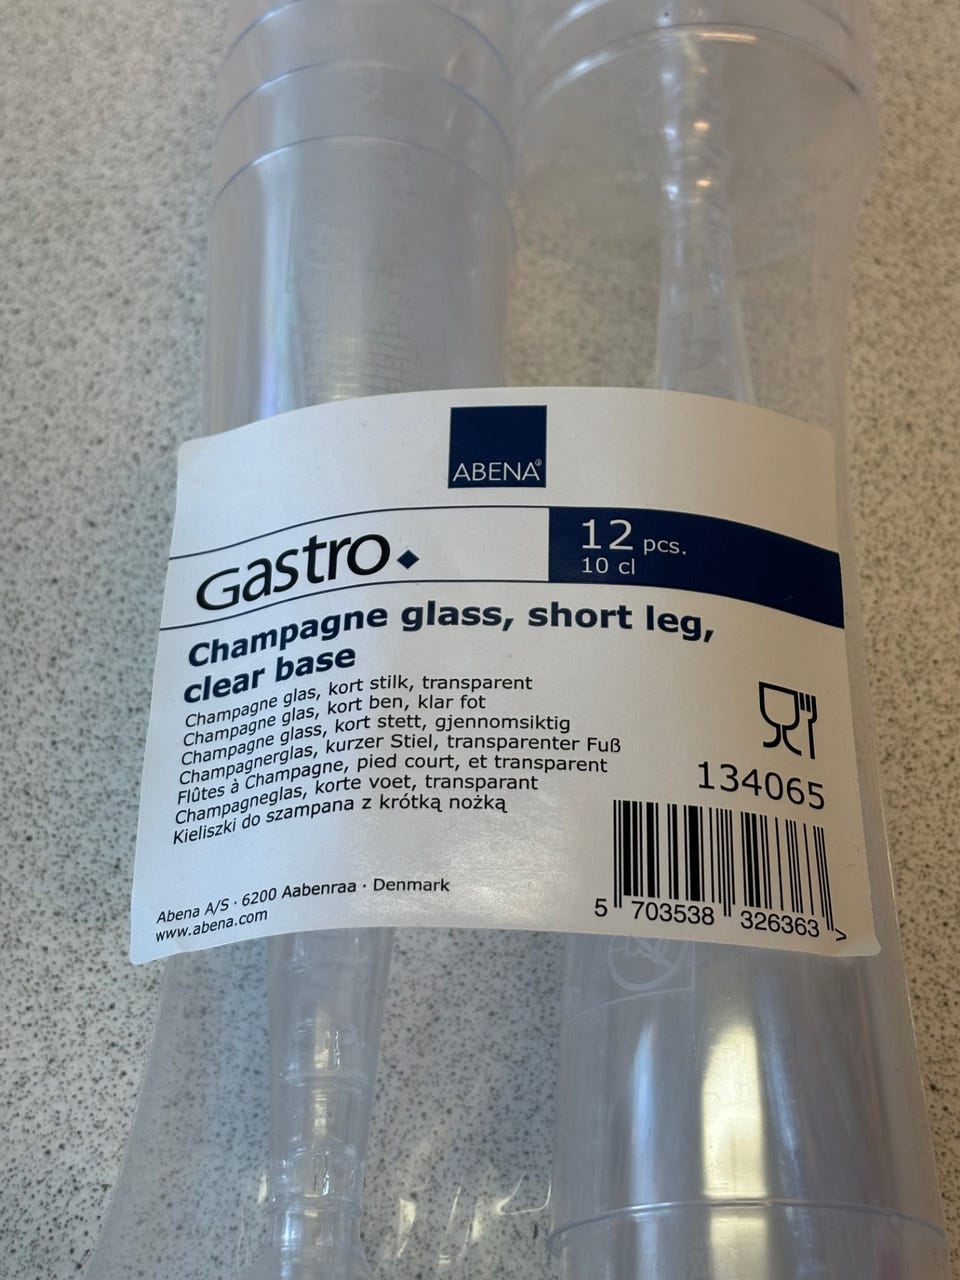 ABENA®
Gastro
12 pcs.
10 cl
Champagne glass, short leg,
clear base
Champagne glas, kort stilk, transparent
Champagne glas, kort ben, klar fot
Champagne glass, kort stett, gjennomsiktig
Champagnerglas, kurzer Stiel, transparenter Fuß
Flûtes à Champagne, pied court, et transparent
Champagneglas, korte voet, transparant
Kieliszki do szampana z krótką nożką
134065
Abena A/S · 6200 Aabenraa · Denmark
www.abena.com
5 703538 326363 >